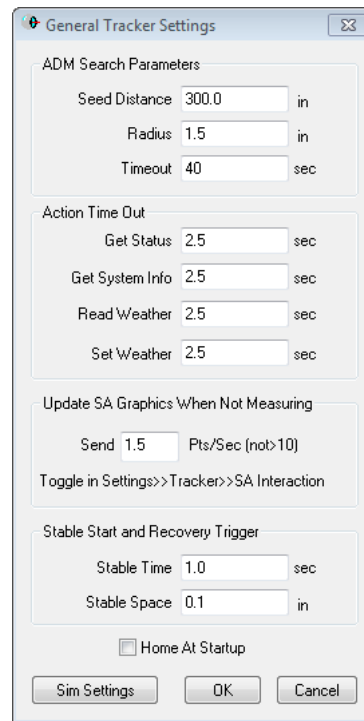 General Tracker Settings
ADM Search Parameters
Seed Distance 300.0 in
Radius 1.5 in
Timeout 40 sec
Action Time Out
Get Status 2.5 sec
Get System Info 2.5 sec
Read Weather 2.5 sec
Set Weather 2.5 sec
Update SA Graphics When Not Measuring
Send 1.5 Pts/Sec (not>10)
Toggle in Settings>>Tracker>>SA Interaction
Stable Start and Recovery Trigger
Stable Time 1.0 sec
Stable Space 0.1 in
Home At Startup
Sim Settings OK Cancel